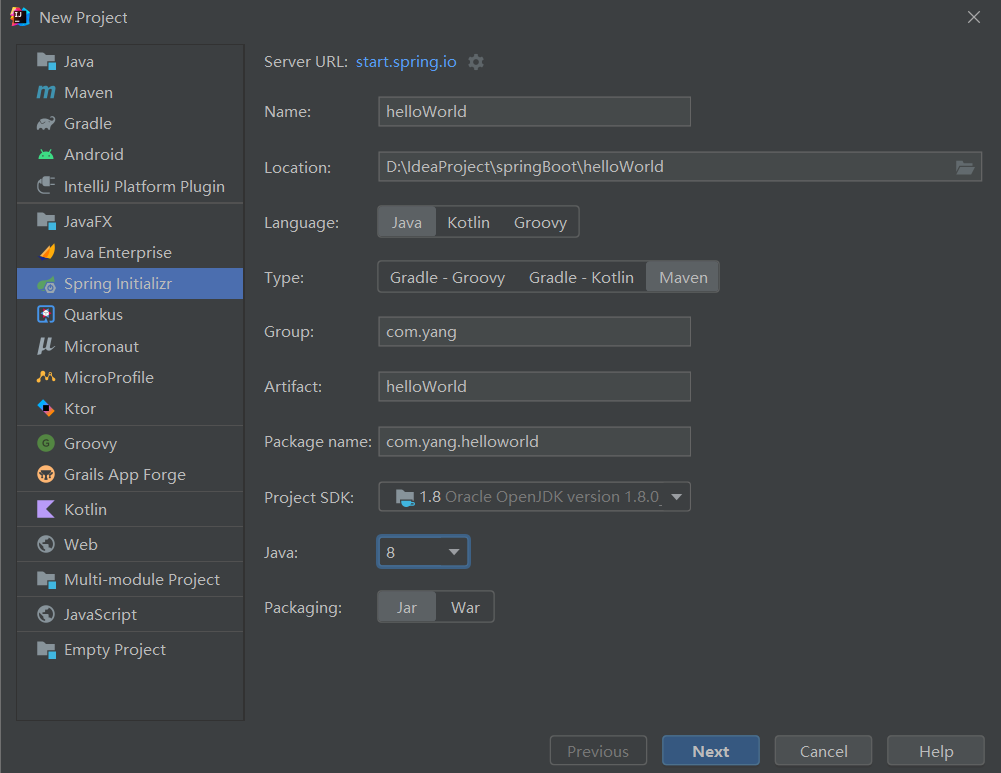 New Project
Java
Maven
Gradle
Android
IntelliJ Platform Plugin
JavaFX
Java Enterprise
Spring Initializr
Quarkus
Micronaut
MicroProfile
Ktor
Groovy
Grails App Forge
Kotlin
Web
Multi-module Project
JavaScript
Empty Project
Server URL: start.spring.io
Name: helloWorld
Location: D:\IdeaProject\springBoot\helloWorld
Language: Java Kotlin Groovy
Type: Gradle - Groovy Gradle - Kotlin Maven
Group: com.yang
Artifact: helloWorld
Package name: com.yang.helloworld
Project SDK: 1.8 Oracle OpenJDK version 1.8.0_
Java: 8
Packaging: Jar War
Previous Next Cancel Help